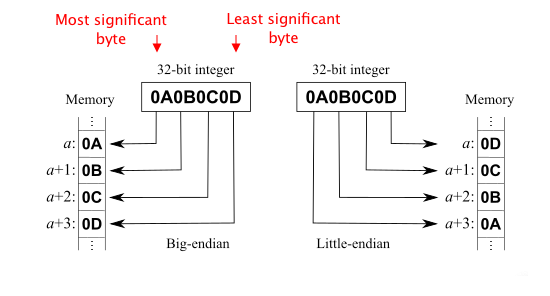 Most significant
byte
Least significant
byte
32-bit integer
32-bit integer
0A0B0C0D
0A0B0C0D
Memory
Memory
a: 0A
a+1: 0B
a+2: 0C
a+3: 0D
a: 0D
a+1: 0C
a+2: 0B
a+3: 0A
Big-endian
Little-endian